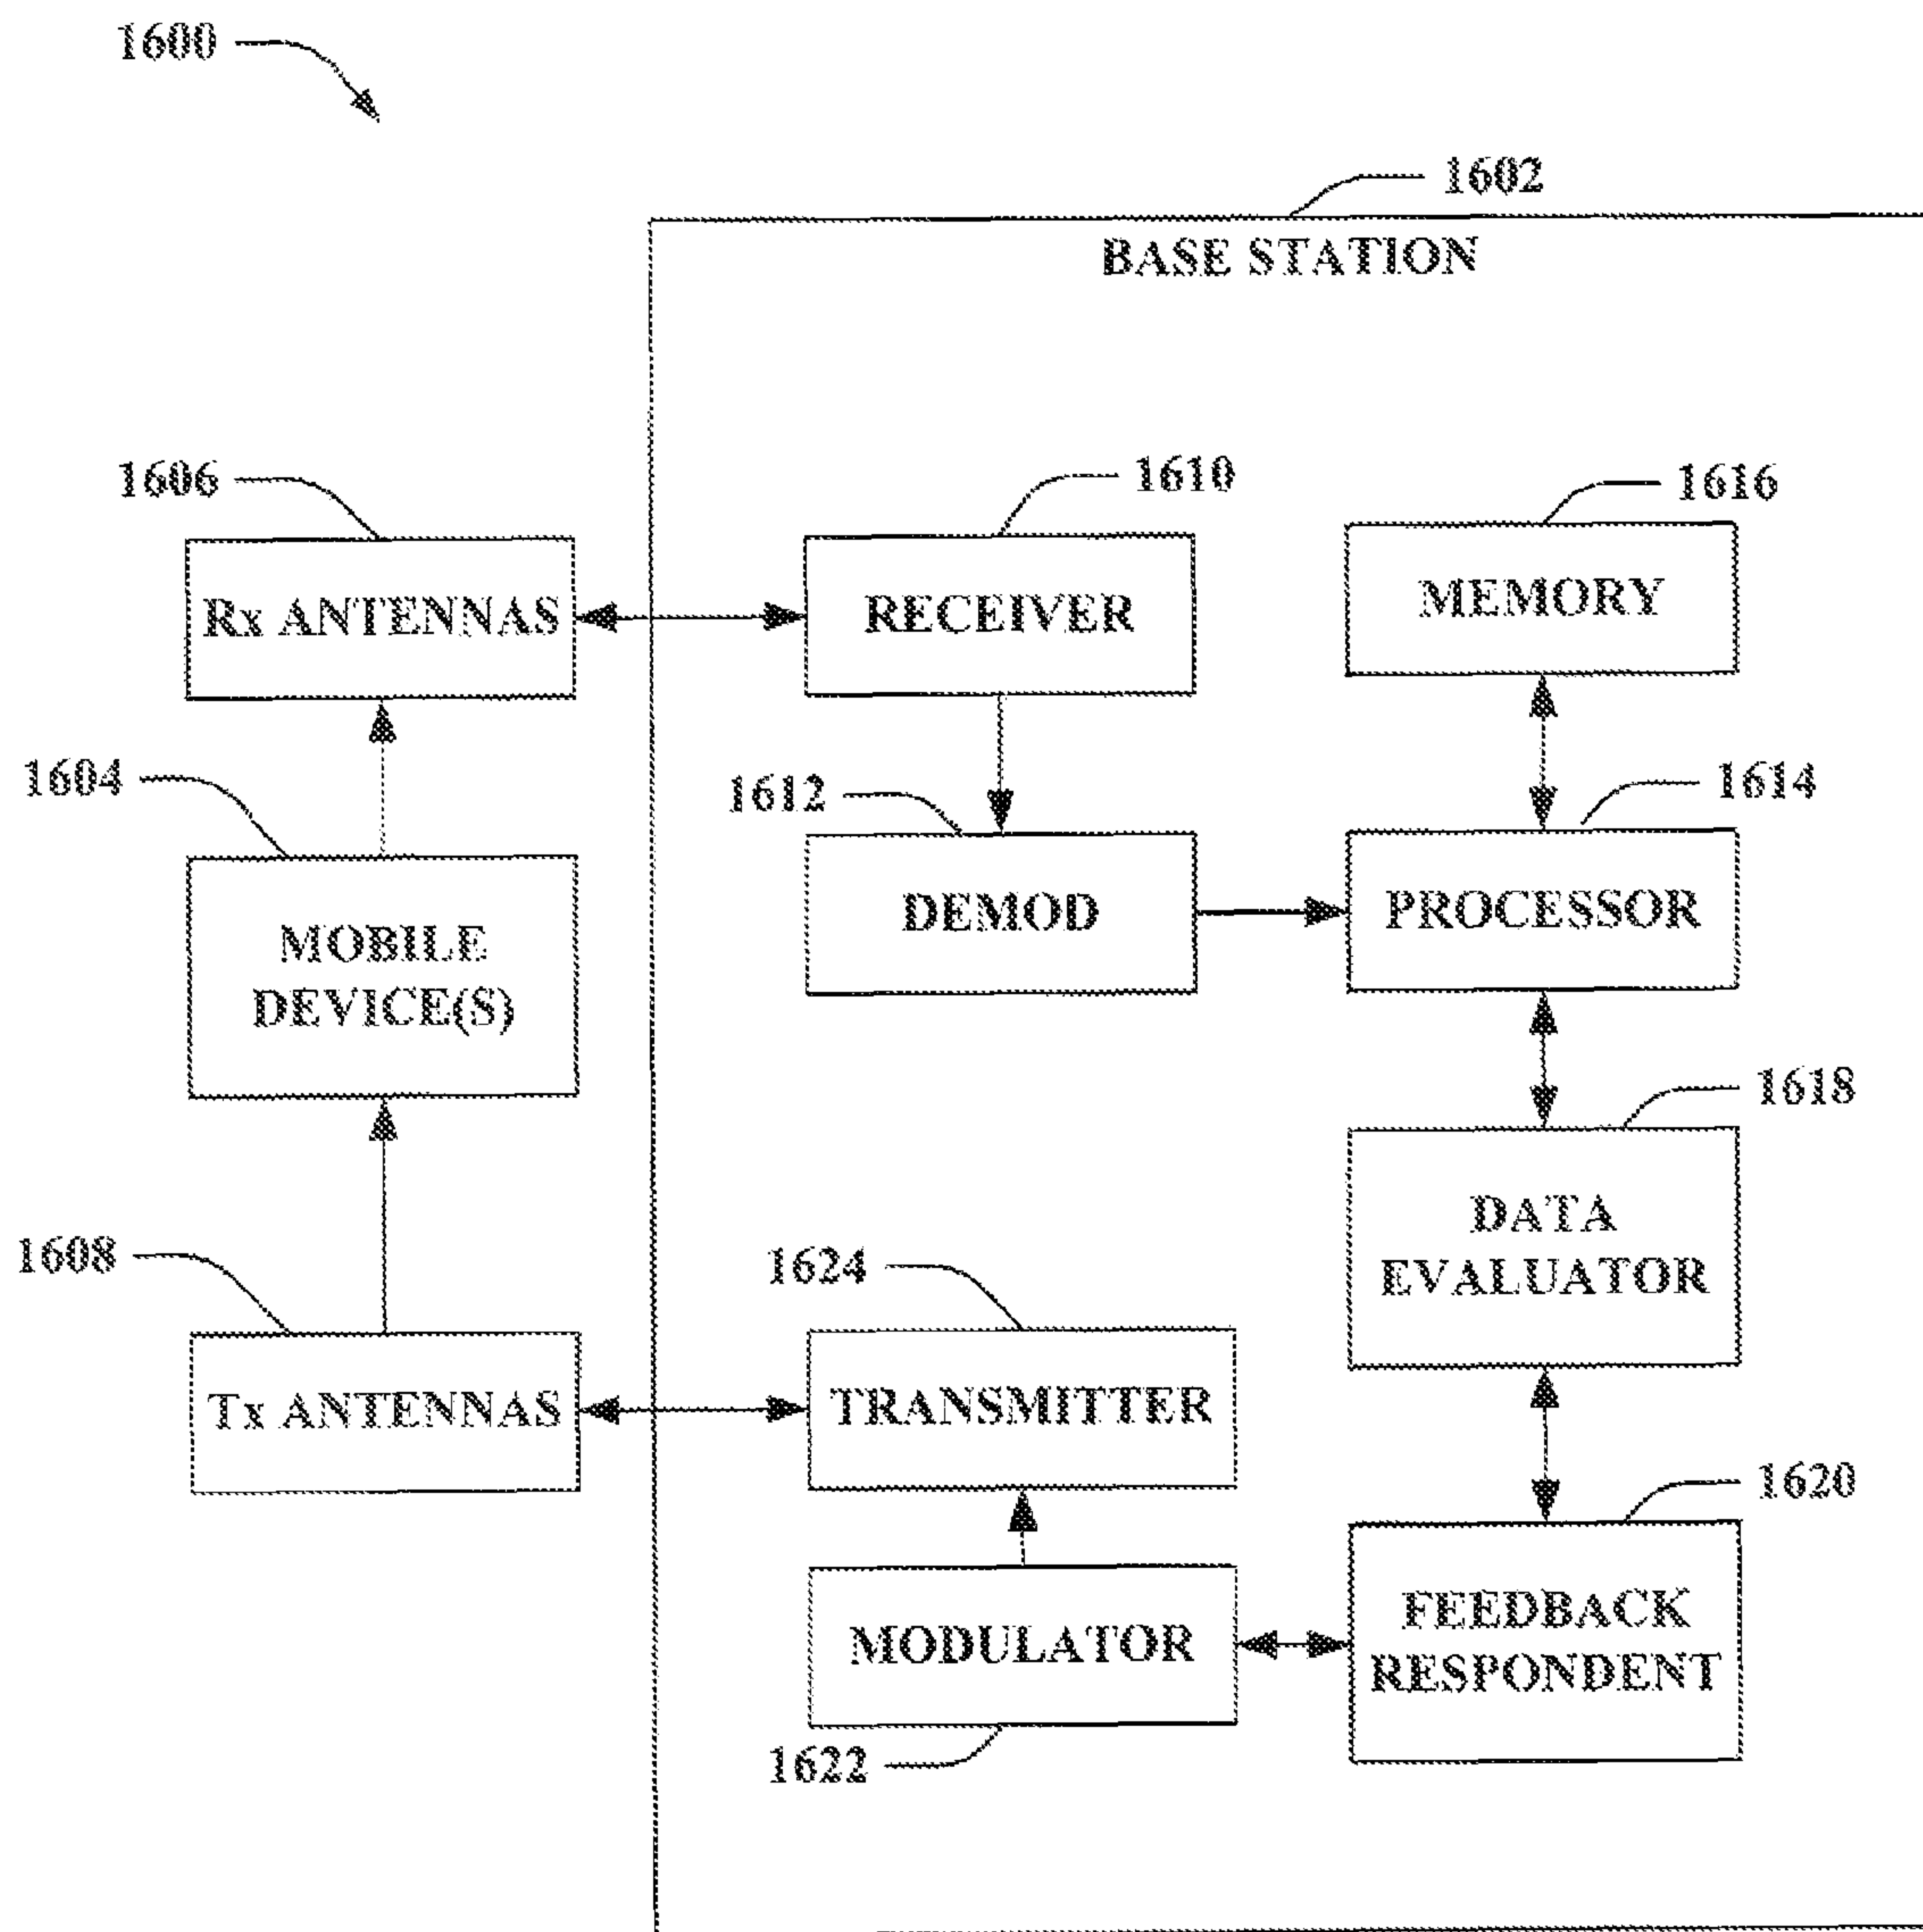 1600
1602
BASE STATION
1606
1610
1616
Rx ANTENNAS
RECEIVER
MEMORY
1604
1612
1614
MOBILE
DEVICE(S)
DEMOD
PROCESSOR
1618
DATA
EVALUATOR
1608
1624
Tx ANTENNAS
TRANSMITTER
1620
MODULATOR
FEEDBACK
RESPONDENT
1622